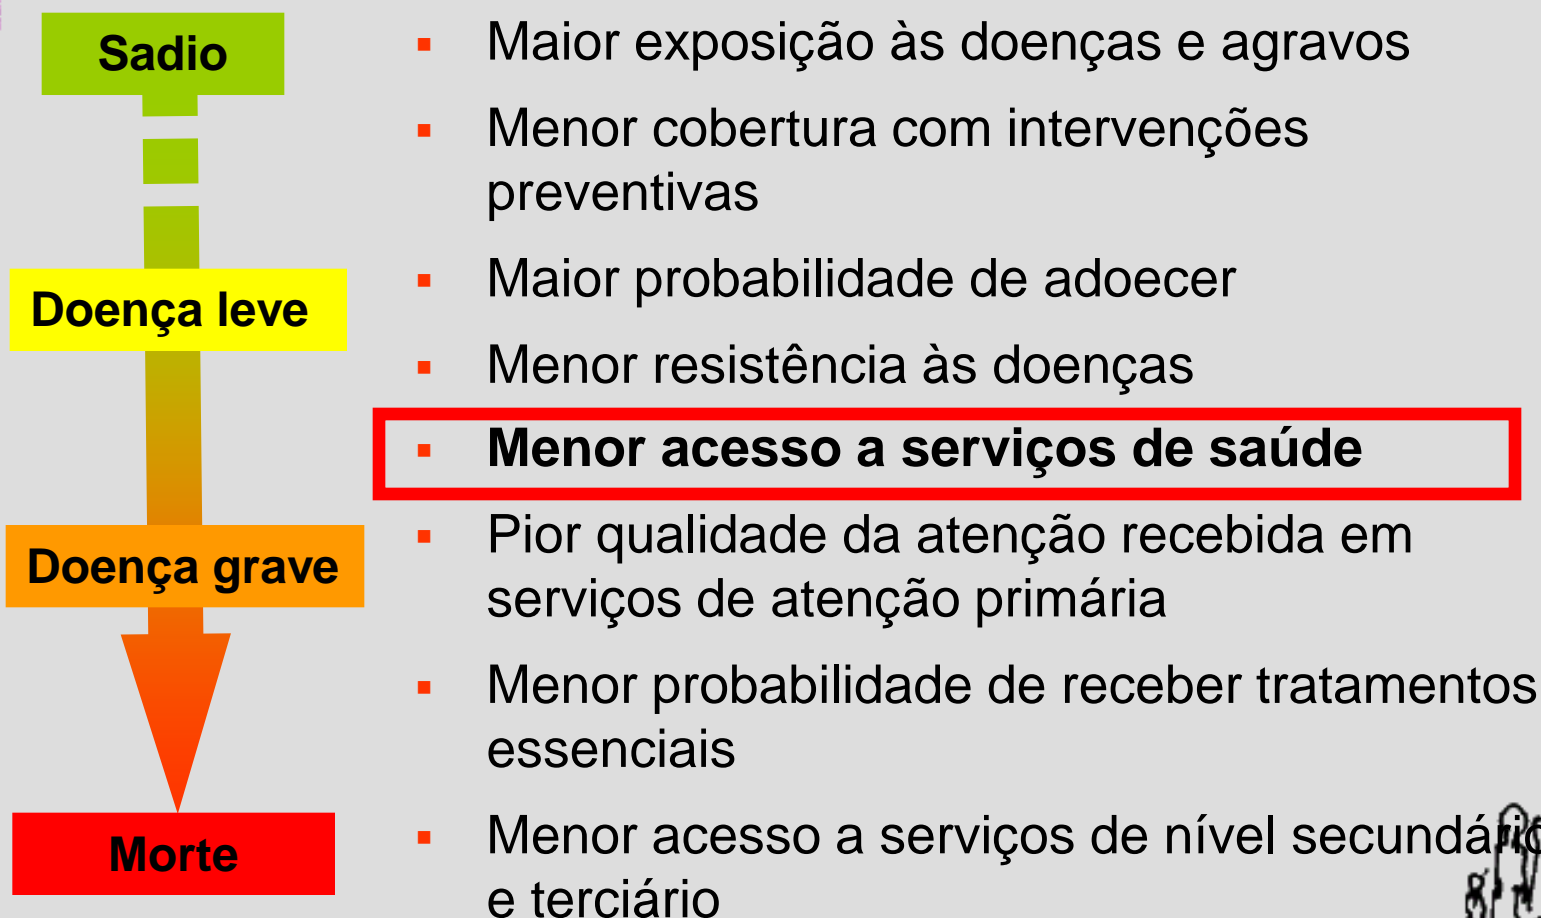 Sadio
Doença leve
Doença grave
Morte
Maior exposição às doenças e agravos
Menor cobertura com intervenções
preventivas
Maior probabilidade de adoecer
Menor resistência às doenças
Menor acesso a serviços de saúde
Pior qualidade da atenção recebida em
serviços de atenção primária
Menor probabilidade de receber tratamentos
essenciais
Menor acesso a serviços de nível secundário
e terciário